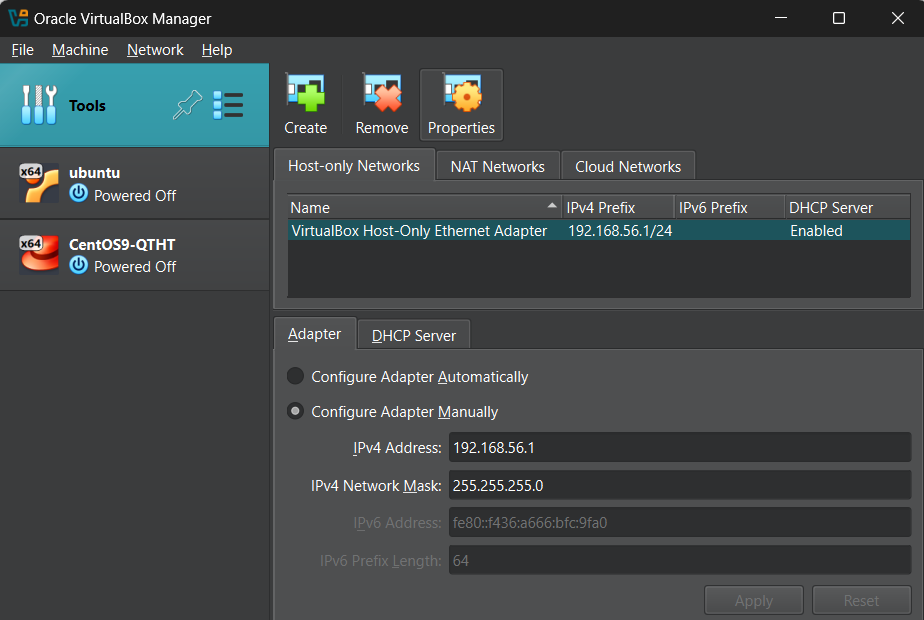 Oracle VirtualBox Manager
File Machine Network Help
Tools
x64 ubuntu
Powered Off
x64 CentOS9-QTHT
Powered Off
Create Remove Properties
Host-only Networks NAT Networks Cloud Networks
Name IPv4 Prefix IPv6 Prefix DHCP Server
VirtualBox Host-Only Ethernet Adapter 192.168.56.1/24 Enabled
Adapter DHCP Server
Configure Adapter Automatically
Configure Adapter Manually
IPv4 Address: 192.168.56.1
IPv4 Network Mask: 255.255.255.0
IPv6 Address: fe80::f436:a666:bfc:9fa0
IPv6 Prefix Length: 64
Apply Reset